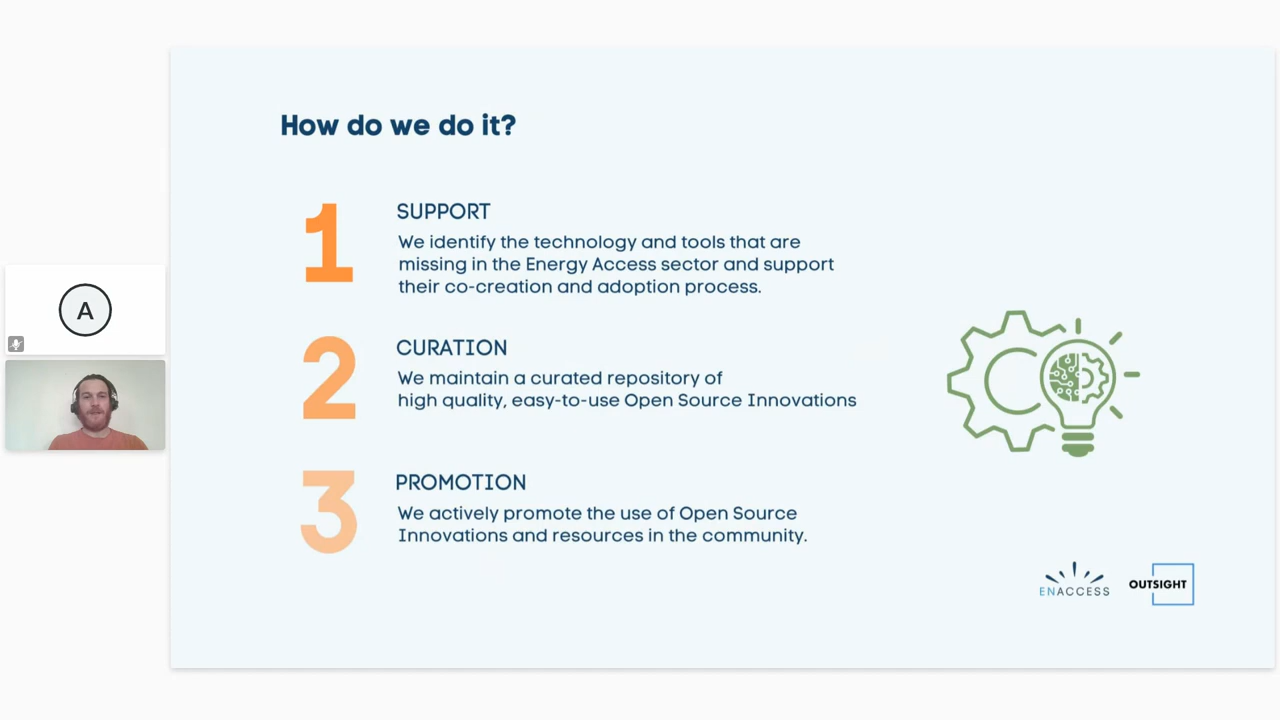 How do we do it?
1
SUPPORT
We identify the technology and tools that are
missing in the Energy Access sector and support
their co-creation and adoption process.
2
CURATION
We maintain a curated repository of
high quality, easy-to-use Open Source Innovations
3
PROMOTION
We actively promote the use of Open Source
Innovations and resources in the community.
A
ENACCESS
OUTSIGHT